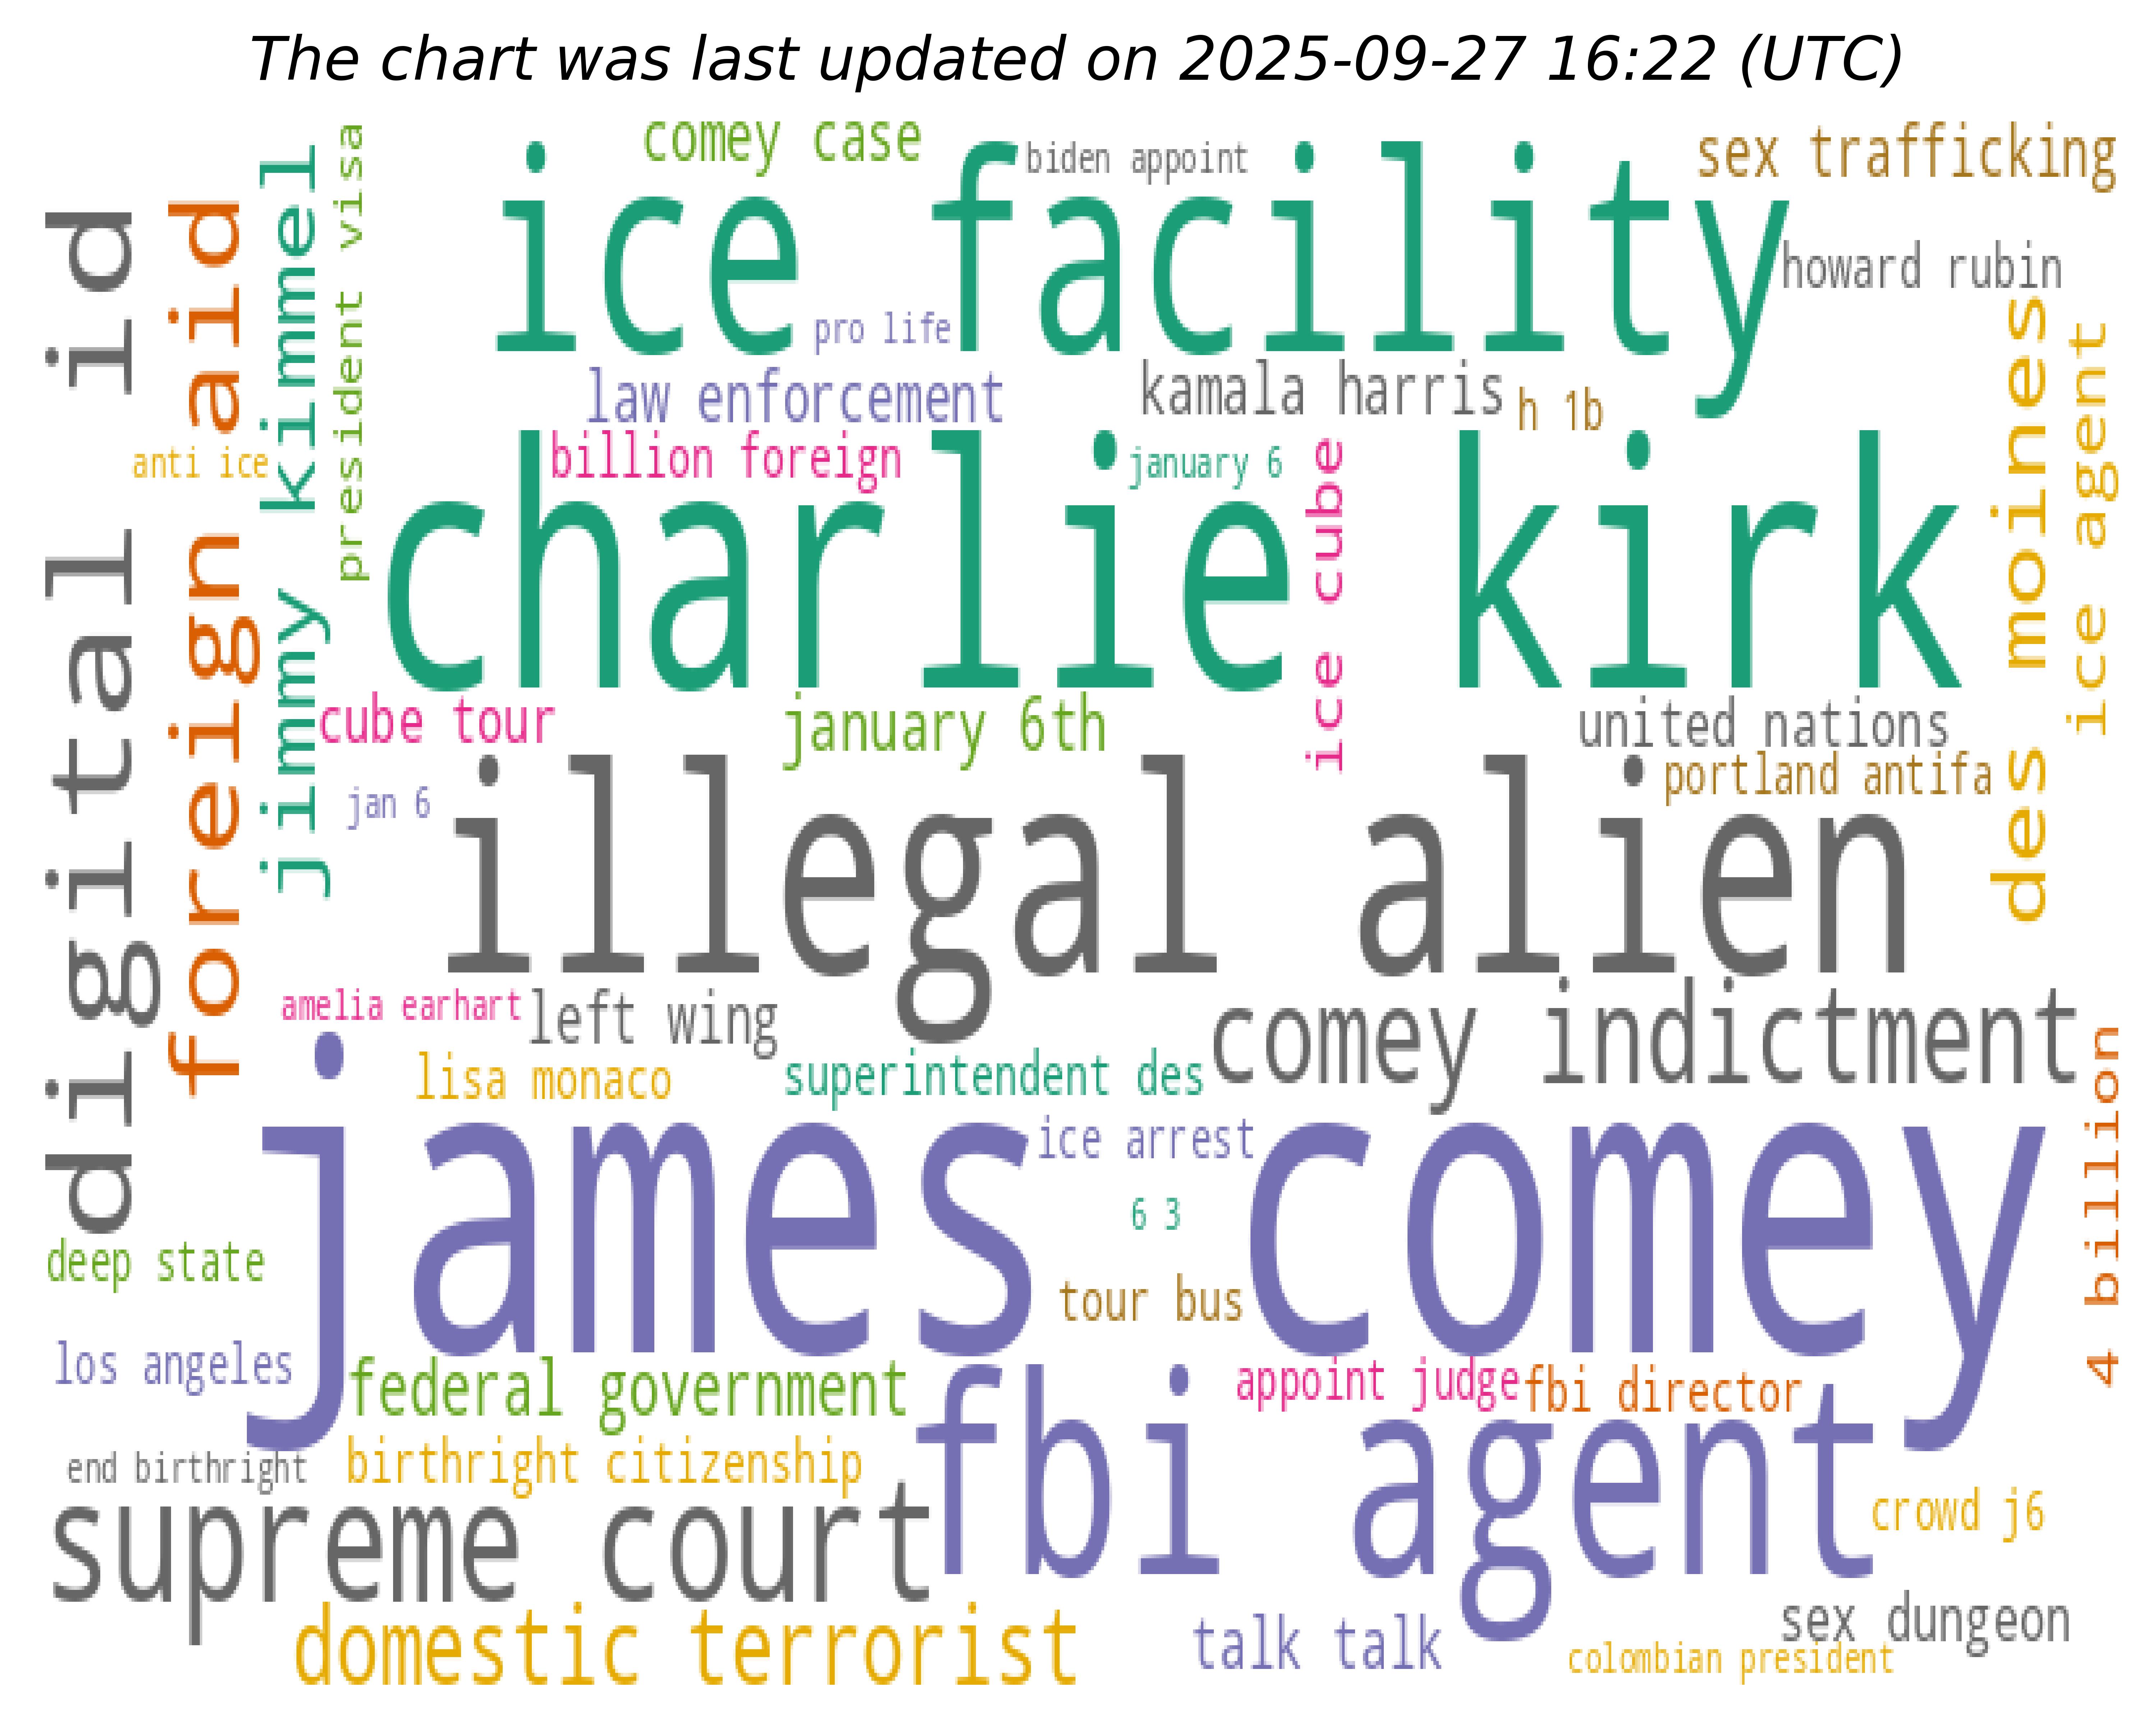 The chart was last updated on 2025-09-27 16:22 (UTC)
comey case
biden appoint
sex trafficking
ice facility
howard rubin
pro life
law enforcement
kamala harris
h 1b
digital id
foreign aid
jimmy kimmel
president visa
anti ice
billion foreign
january 6
ice cube
charlie kirk
des moines
ice agent
cube tour
january 6th
united nations
portland antifa
jan 6
illegal alien
amelia earhart
left wing
comey indictment
lisa monaco
superintendent des
ice arrest
james comey
6 3
4 billion
deep state
tour bus
los angeles
federal government
appoint judge
fbi director
end birthright
birthright citizenship
fbi agent
crowd j6
supreme court
domestic terrorist
talk talk
sex dungeon
colombian president